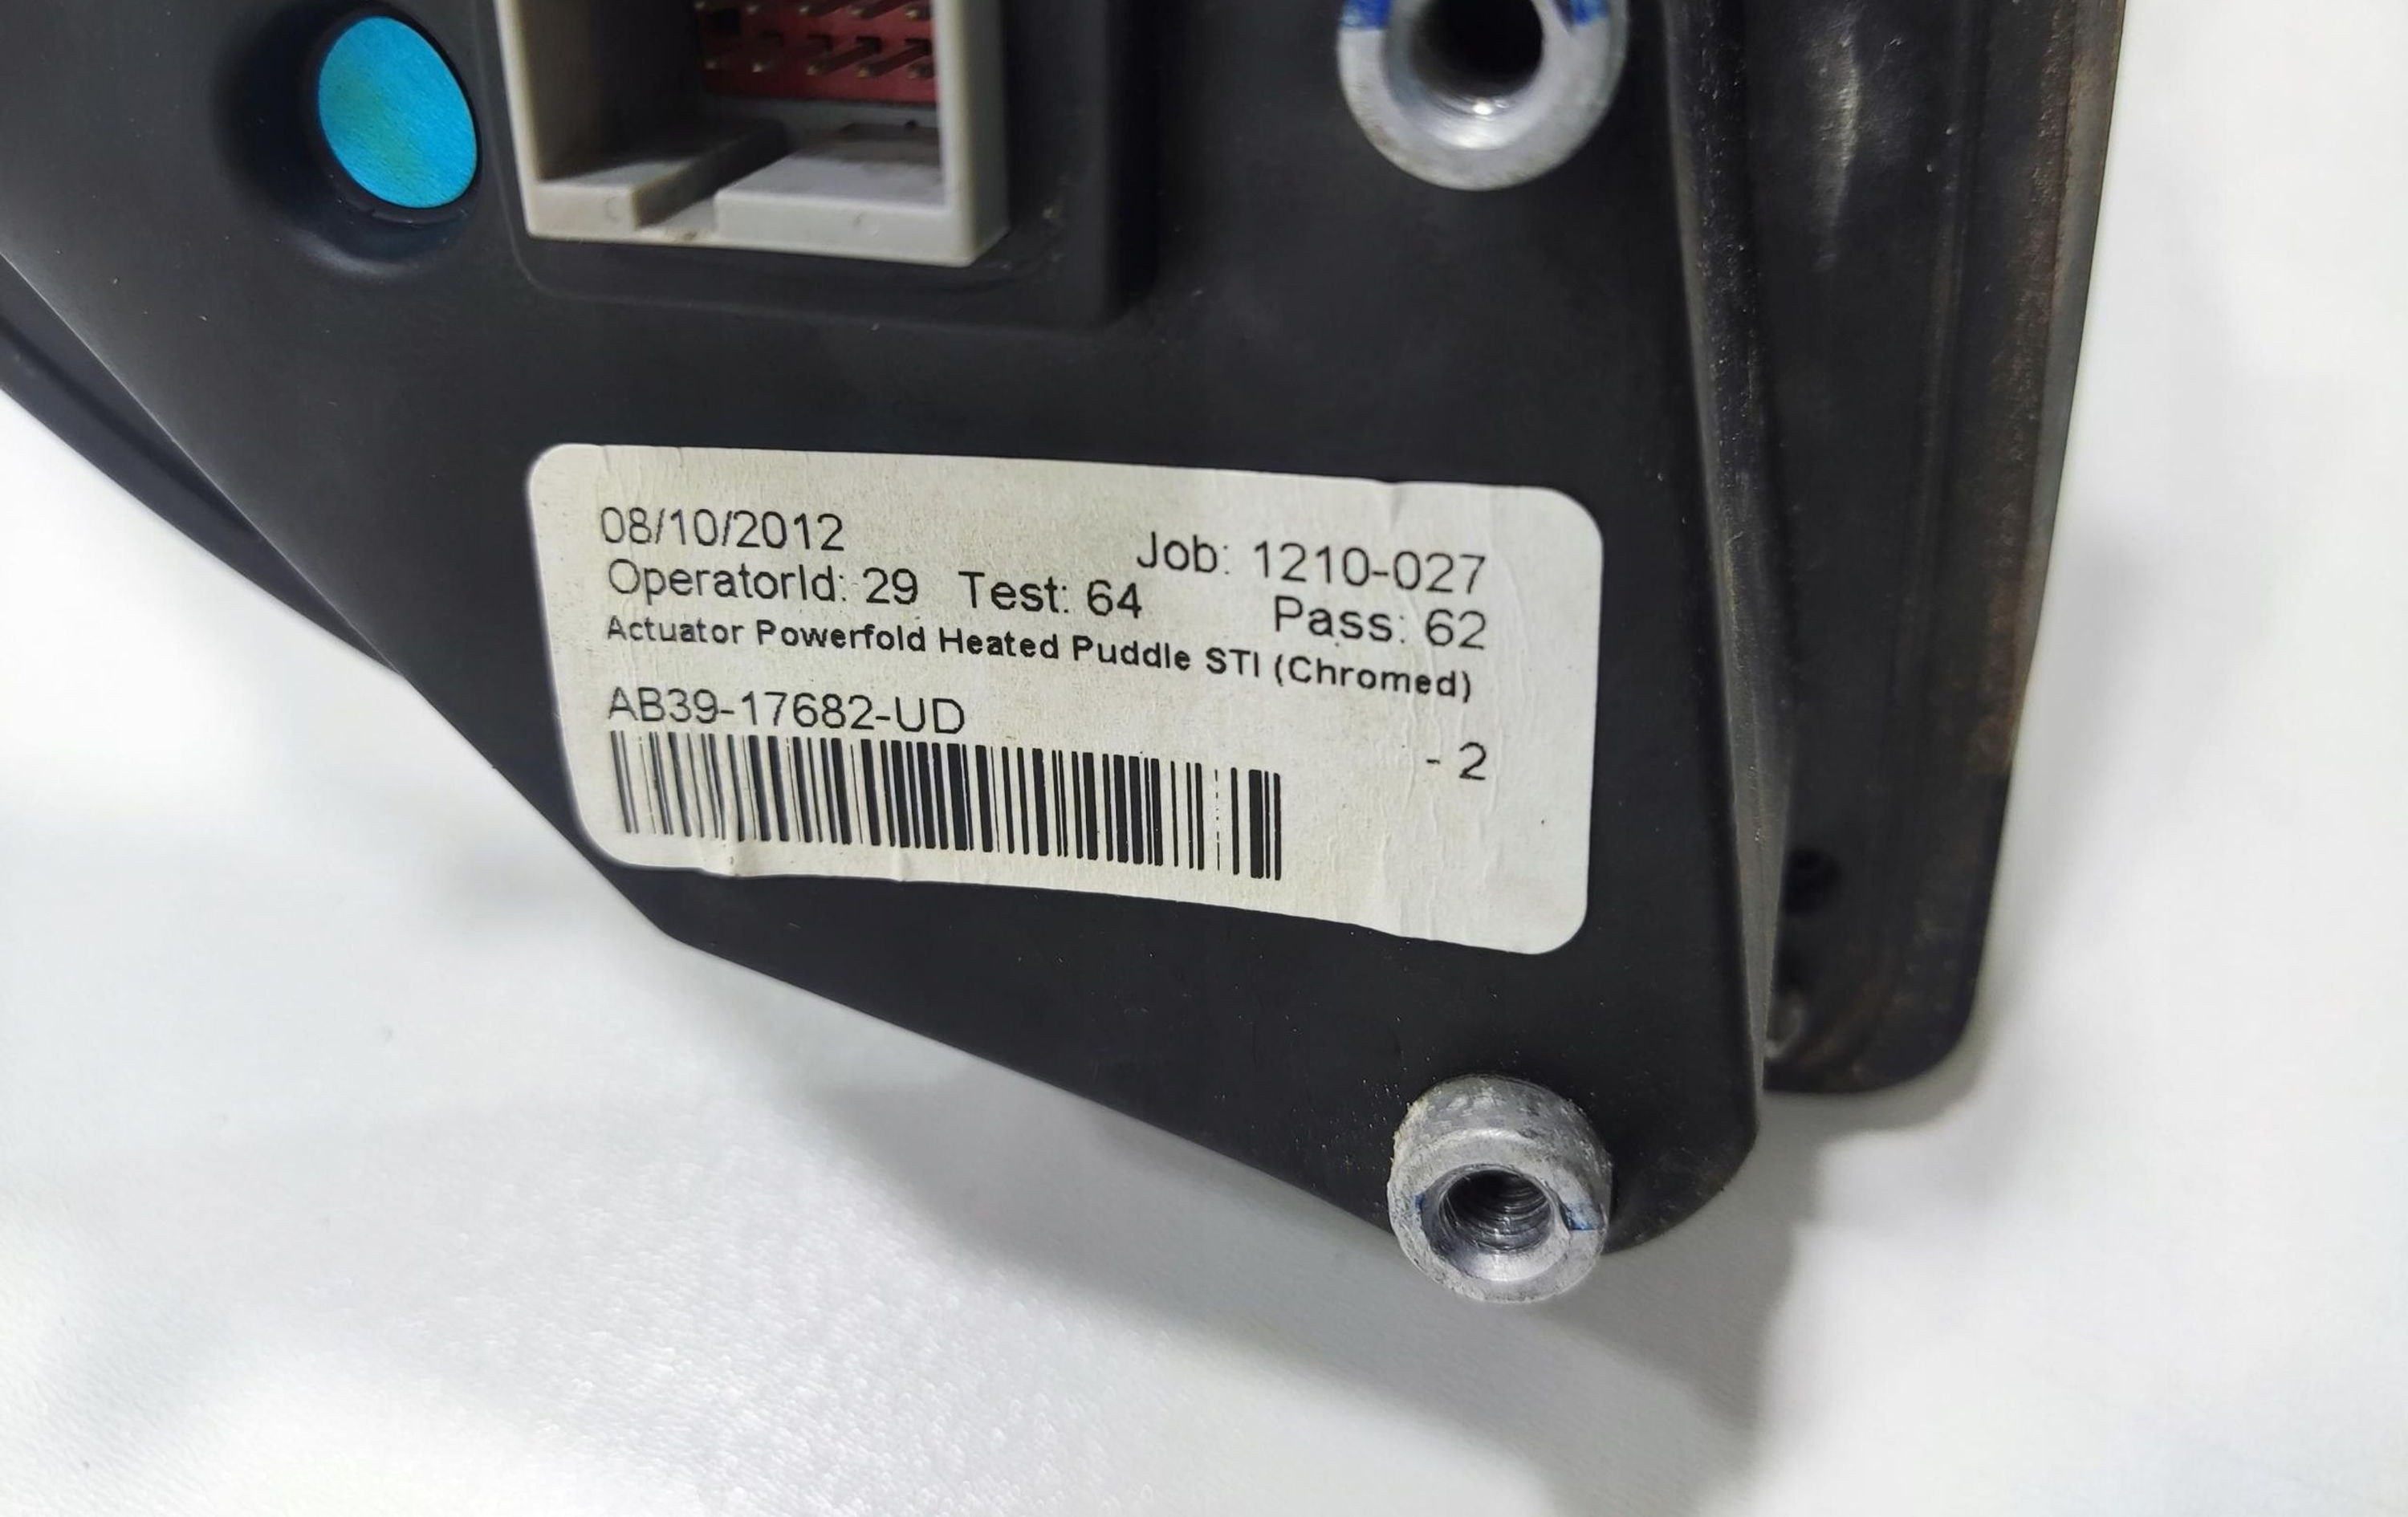 08/10/2012 Job: 1210-027
OperatorId: 29 Test: 64 Pass: 62
Actuator Powerfold Heated Puddle STI (Chromed)
AB39-17682-UD
- 2